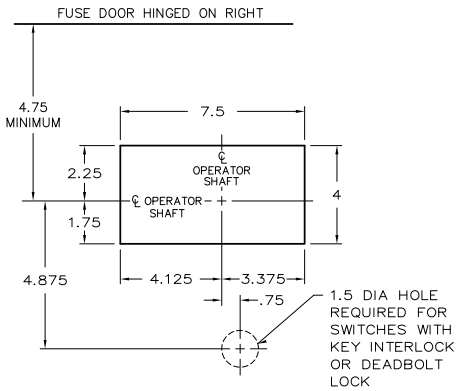 FUSE DOOR HINGED ON RIGHT
4.75
MINIMUM
7.5
2.25
℄
OPERATOR
SHAFT
℄ OPERATOR
SHAFT
4
1.75
4.875
4.125
3.375
.75
1.5 DIA HOLE
REQUIRED FOR
SWITCHES WITH
KEY INTERLOCK
OR DEADBOLT
LOCK